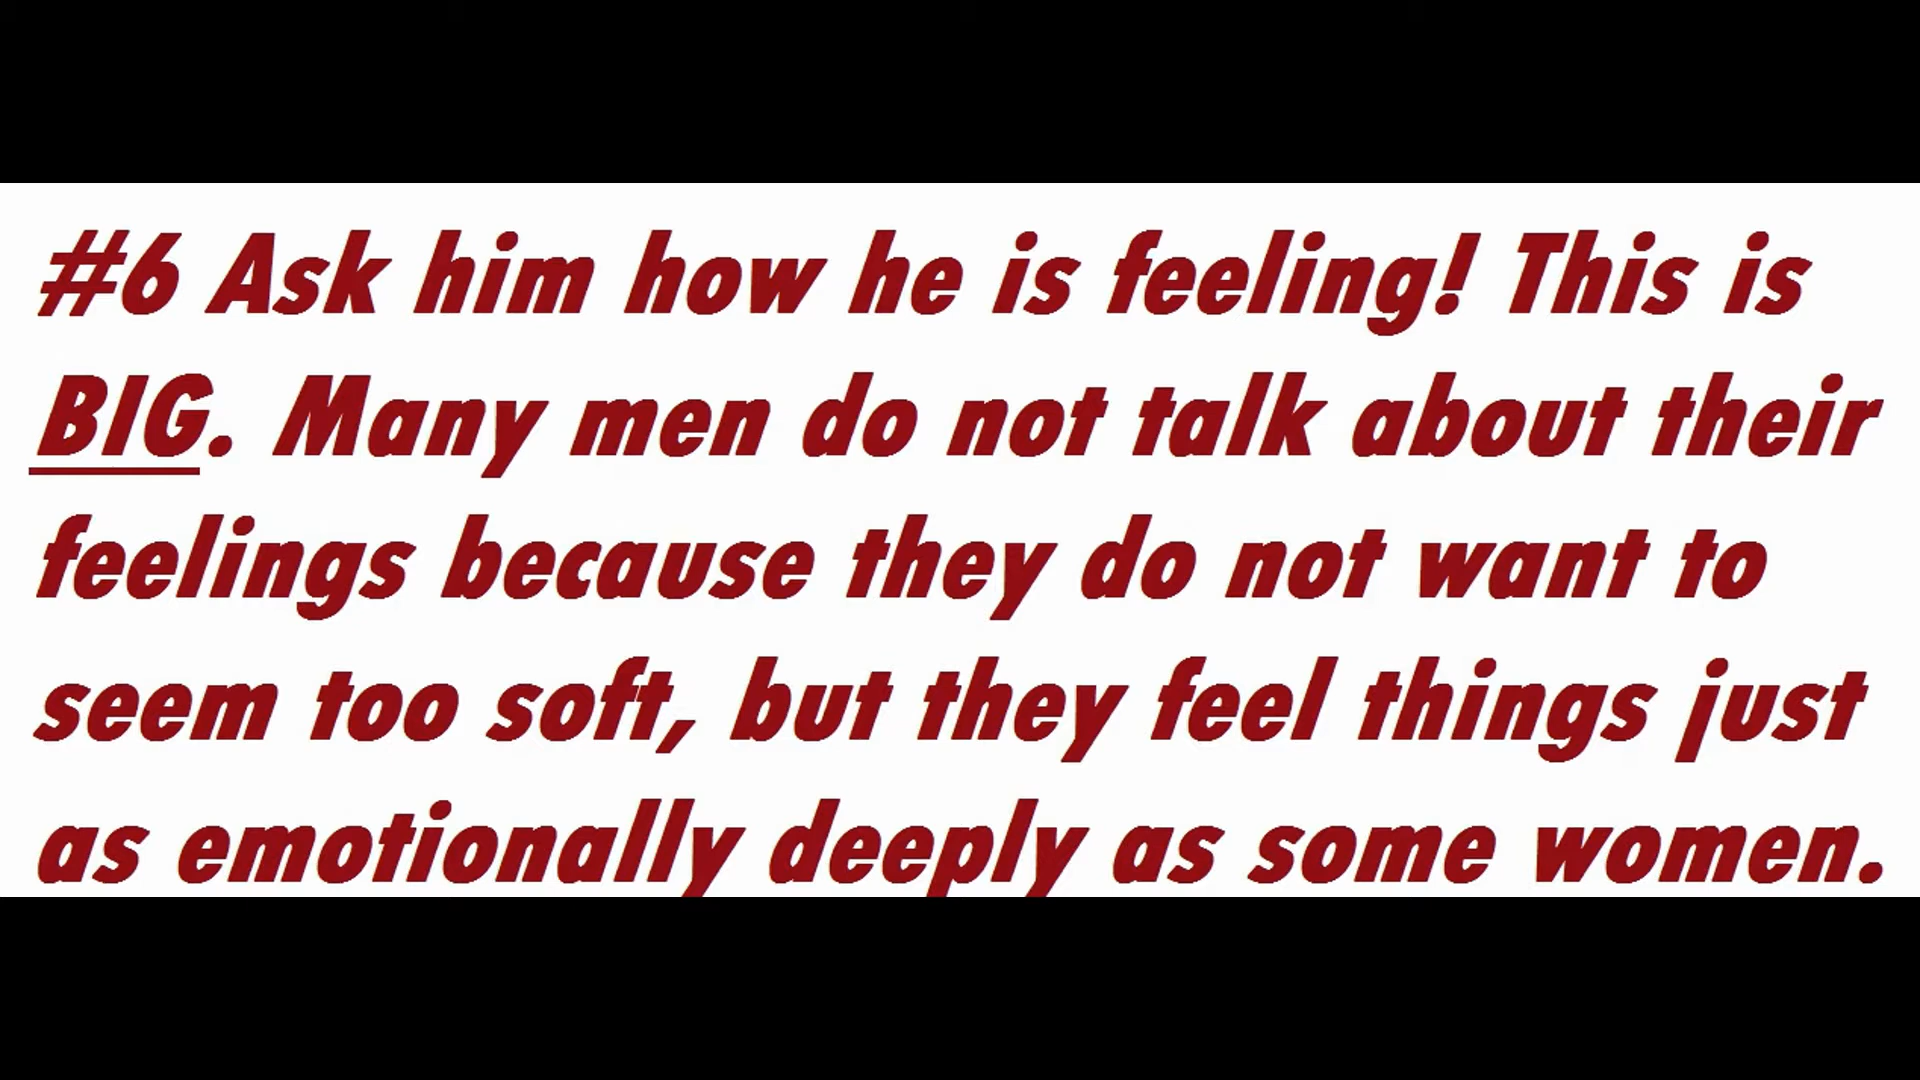 #6 Ask him how he is feeling! This is
BIG. Many men do not talk about their
feelings because they do not want to
seem too soft, but they feel things just
as emotionally deeply as some women.